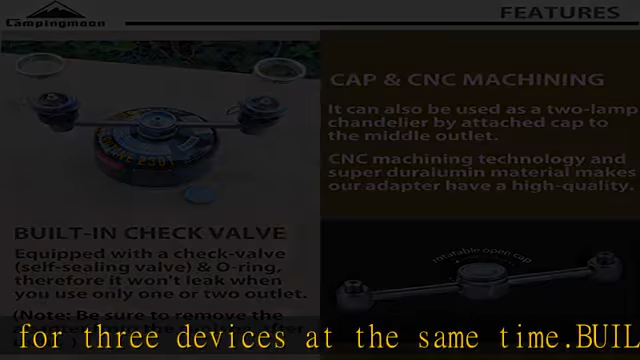 Campingmoon
FEATURES
CAP & CNC MACHINING
It can also be used as a two-lamp
chandelier by attached cap to
the middle outlet.
CNC machining technology and
super duralumin material makes
our adapter have a high-quality.
BUILT-IN CHECK VALVE
Equipped with a check-valve
(self-sealing valve) & O-ring,
therefore it won't leak when
you use only one or two outlet.
(Note: Be sure to remove the
rotatable open cap
for three devices at the same time.BUIL